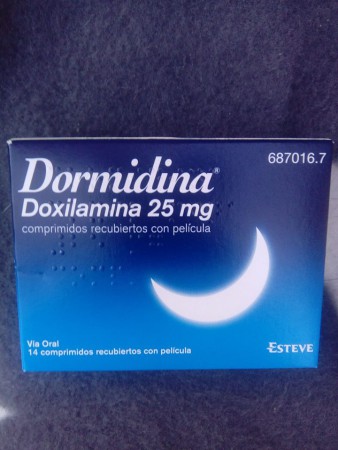 687016.7
Dormidina®
Doxilamina 25 mg
comprimidos recubiertos con película
Vía Oral
14 comprimidos recubiertos con película
ESTEVE